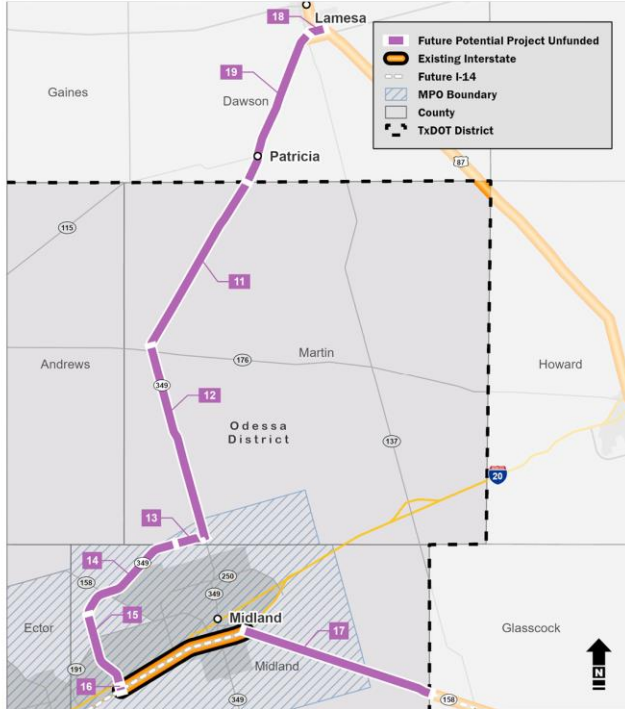 18
Lamesa
Future Potential Project Unfunded
Existing Interstate
Future I-14
MPO Boundary
County
TxDOT District
19
Gaines
Dawson
Patricia
87
115
11
Andrews
Martin
Howard
176
349
12
Odessa
District
137
20
13
14
349
158
250
349
15
Midland
17
Ector
Glasscock
191
Midland
16
349
158
N